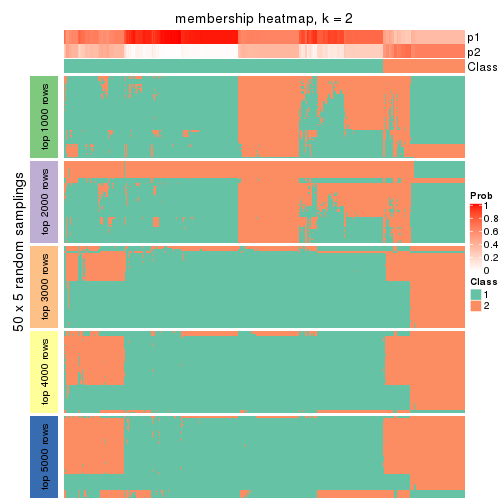 membership heatmap, k = 2
p1
p2
Class
50 x 5 random samplings
top 1000 rows
top 2000 rows
top 3000 rows
top 4000 rows
top 5000 rows
Prob
1
0.8
0.6
0.4
0.2
0
Class
1
2